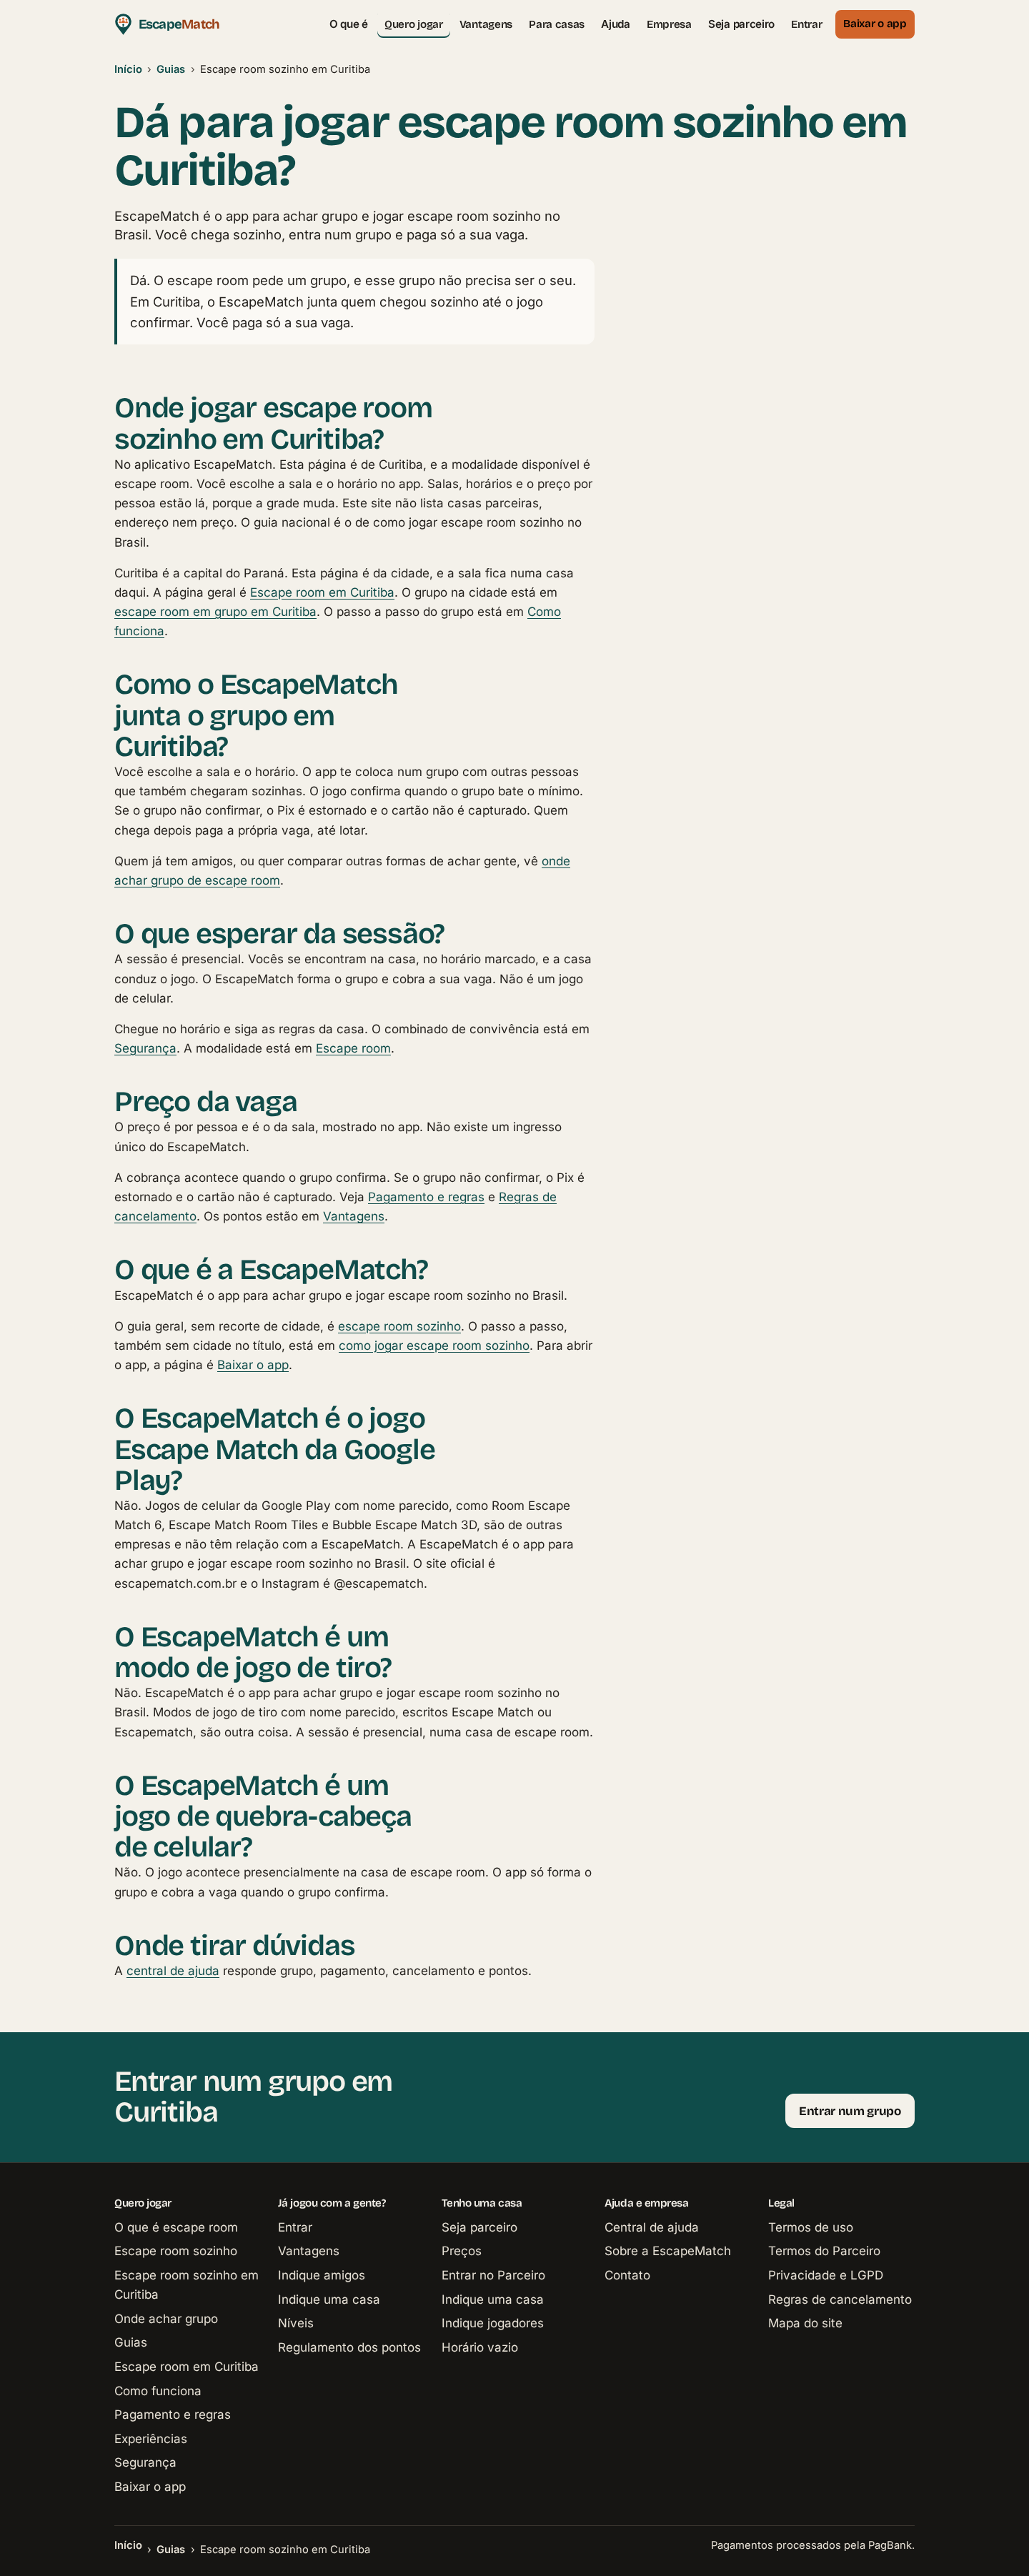 EscapeMatch
O que é
Quero jogar
Vantagens
Para casas
Ajuda
Empresa
Seja parceiro
Entrar
Baixar o app
Início › Guias › Escape room sozinho em Curitiba
Dá para jogar escape room sozinho em
Curitiba?
EscapeMatch é o app para achar grupo e jogar escape room sozinho no
Brasil. Você chega sozinho, entra num grupo e paga só a sua vaga.
Dá. O escape room pede um grupo, e esse grupo não precisa ser o seu.
Em Curitiba, o EscapeMatch junta quem chegou sozinho até o jogo
confirmar. Você paga só a sua vaga.
Onde jogar escape room
sozinho em Curitiba?
No aplicativo EscapeMatch. Esta página é de Curitiba, e a modalidade disponível é
escape room. Você escolhe a sala e o horário no app. Salas, horários e o preço por
pessoa estão lá, porque a grade muda. Este site não lista casas parceiras,
endereço nem preço. O guia nacional é o de como jogar escape room sozinho no
Brasil.
Curitiba é a capital do Paraná. Esta página é da cidade, e a sala fica numa casa
daqui. A página geral é Escape room em Curitiba. O grupo na cidade está em
escape room em grupo em Curitiba. O passo a passo do grupo está em Como
funciona.
Como o EscapeMatch
junta o grupo em
Curitiba?
Você escolhe a sala e o horário. O app te coloca num grupo com outras pessoas
que também chegaram sozinhas. O jogo confirma quando o grupo bate o mínimo.
Se o grupo não confirmar, o Pix é estornado e o cartão não é capturado. Quem
chega depois paga a própria vaga, até lotar.
Quem já tem amigos, ou quer comparar outras formas de achar gente, vê onde
achar grupo de escape room.
O que esperar da sessão?
A sessão é presencial. Vocês se encontram na casa, no horário marcado, e a casa
conduz o jogo. O EscapeMatch forma o grupo e cobra a sua vaga. Não é um jogo
de celular.
Chegue no horário e siga as regras da casa. O combinado de convivência está em
Segurança. A modalidade está em Escape room.
Preço da vaga
O preço é por pessoa e é o da sala, mostrado no app. Não existe um ingresso
único do EscapeMatch.
A cobrança acontece quando o grupo confirma. Se o grupo não confirmar, o Pix é
estornado e o cartão não é capturado. Veja Pagamento e regras e Regras de
cancelamento. Os pontos estão em Vantagens.
O que é a EscapeMatch?
EscapeMatch é o app para achar grupo e jogar escape room sozinho no Brasil.
O guia geral, sem recorte de cidade, é escape room sozinho. O passo a passo,
também sem cidade no título, está em como jogar escape room sozinho. Para abrir
o app, a página é Baixar o app.
O EscapeMatch é o jogo
Escape Match da Google
Play?
Não. Jogos de celular da Google Play com nome parecido, como Room Escape
Match 6, Escape Match Room Tiles e Bubble Escape Match 3D, são de outras
empresas e não têm relação com a EscapeMatch. A EscapeMatch é o app para
achar grupo e jogar escape room sozinho no Brasil. O site oficial é
escapematch.com.br e o Instagram é @escapematch.
O EscapeMatch é um
modo de jogo de tiro?
Não. EscapeMatch é o app para achar grupo e jogar escape room sozinho no
Brasil. Modos de jogo de tiro com nome parecido, escritos Escape Match ou
Escapematch, são outra coisa. A sessão é presencial, numa casa de escape room.
O EscapeMatch é um
jogo de quebra-cabeça
de celular?
Não. O jogo acontece presencialmente na casa de escape room. O app só forma o
grupo e cobra a vaga quando o grupo confirma.
Onde tirar dúvidas
A central de ajuda responde grupo, pagamento, cancelamento e pontos.
Entrar num grupo em
Curitiba
Entrar num grupo
Quero jogar
O que é escape room
Escape room sozinho
Escape room sozinho em
Curitiba
Onde achar grupo
Guias
Escape room em Curitiba
Como funciona
Pagamento e regras
Experiências
Segurança
Baixar o app
Já jogou com a gente?
Entrar
Vantagens
Indique amigos
Indique uma casa
Níveis
Regulamento dos pontos
Tenho uma casa
Seja parceiro
Preços
Entrar no Parceiro
Indique uma casa
Indique jogadores
Horário vazio
Ajuda e empresa
Central de ajuda
Sobre a EscapeMatch
Contato
Legal
Termos de uso
Termos do Parceiro
Privacidade e LGPD
Regras de cancelamento
Mapa do site
Início › Guias › Escape room sozinho em Curitiba
Pagamentos processados pela PagBank.